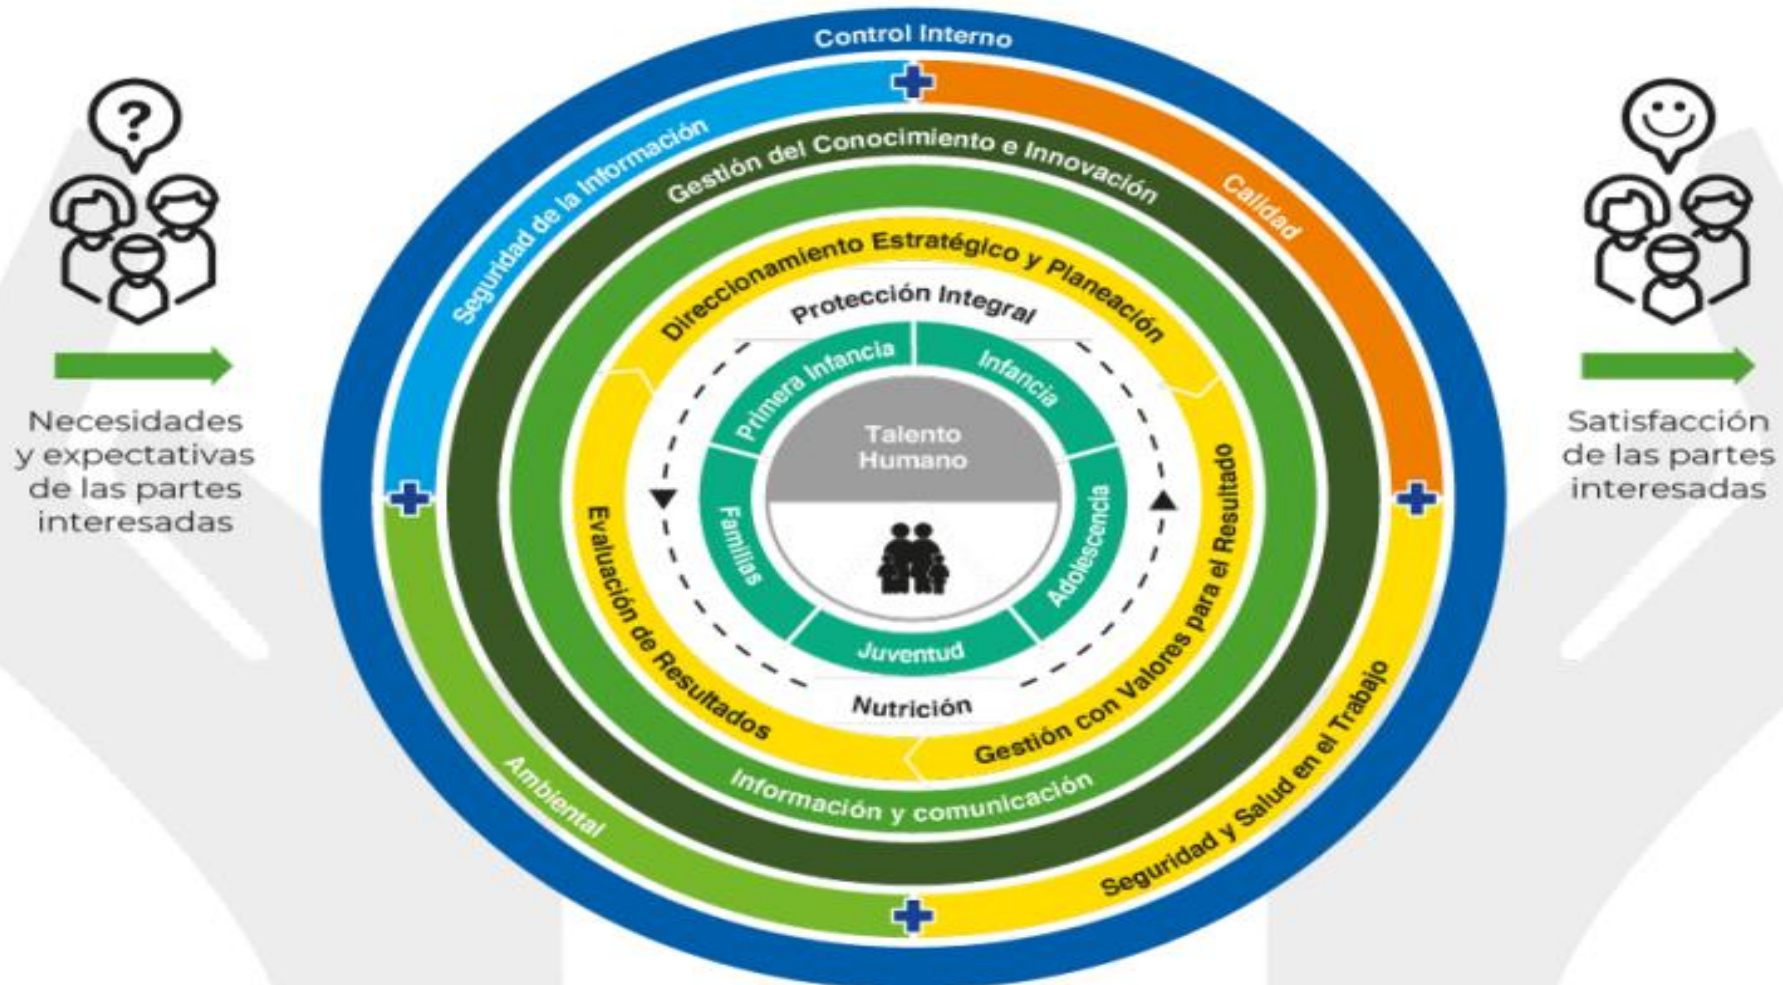 Control Interno
Seguridad de la Información
Calidad
Gestión del Conocimiento e Innovación
Direccionamiento Estratégico y Planeación
Protección Integral
Primera Infancia
Infancia
Talento
Humano
Familias
Adolescencia
Juventud
Nutrición
Evaluación de Resultados
Gestión con Valores para el Resultado
Información y comunicación
Ambiental
Seguridad y Salud en el Trabajo
?
Necesidades
y expectativas
de las partes
interesadas
Satisfacción
de las partes
interesadas